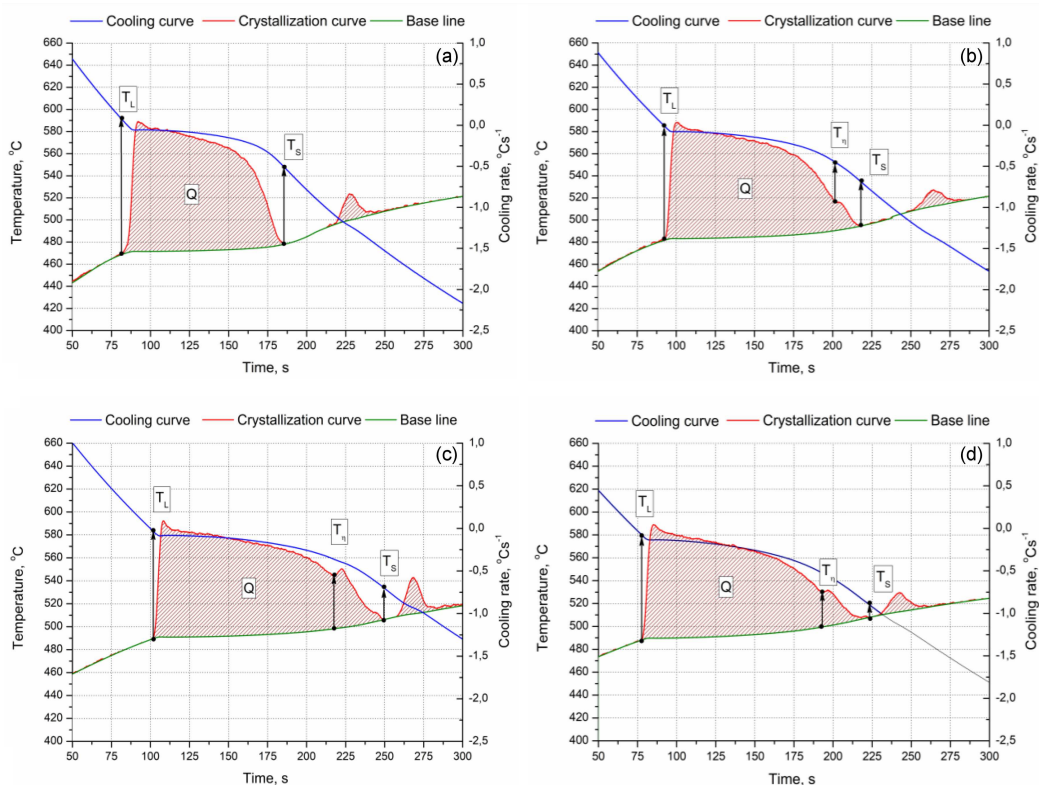 Cooling curve Crystallization curve Base line
(a)
Temperature, °C
660
640
620
600
580
560
540
520
500
480
460
440
420
400
T_L
T_S
Q
1,0
0,5
0,0
-0,5
-1,0
-1,5
-2,0
-2,5
Cooling rate, °Cs⁻¹
50 75 100 125 150 175 200 225 250 275 300
Time, s
Cooling curve Crystallization curve Base line
(b)
Temperature, °C
660
640
620
600
580
560
540
520
500
480
460
440
420
400
T_L
T_η
T_S
Q
1,0
0,5
0,0
-0,5
-1,0
-1,5
-2,0
-2,5
Cooling rate, °Cs⁻¹
50 75 100 125 150 175 200 225 250 275 300
Time, s
Cooling curve Crystallization curve Base line
(c)
Temperature, °C
660
640
620
600
580
560
540
520
500
480
460
440
420
400
T_L
T_η
T_S
Q
1,0
0,5
0,0
-0,5
-1,0
-1,5
-2,0
-2,5
Cooling rate, °Cs⁻¹
50 75 100 125 150 175 200 225 250 275 300
Time, s
Cooling curve Crystallization curve Base line
(d)
Temperature, °C
660
640
620
600
580
560
540
520
500
480
460
440
420
400
T_L
T_η
T_S
Q
1,0
0,5
0,0
-0,5
-1,0
-1,5
-2,0
-2,5
Cooling rate, °Cs⁻¹
50 75 100 125 150 175 200 225 250 275 300
Time, s